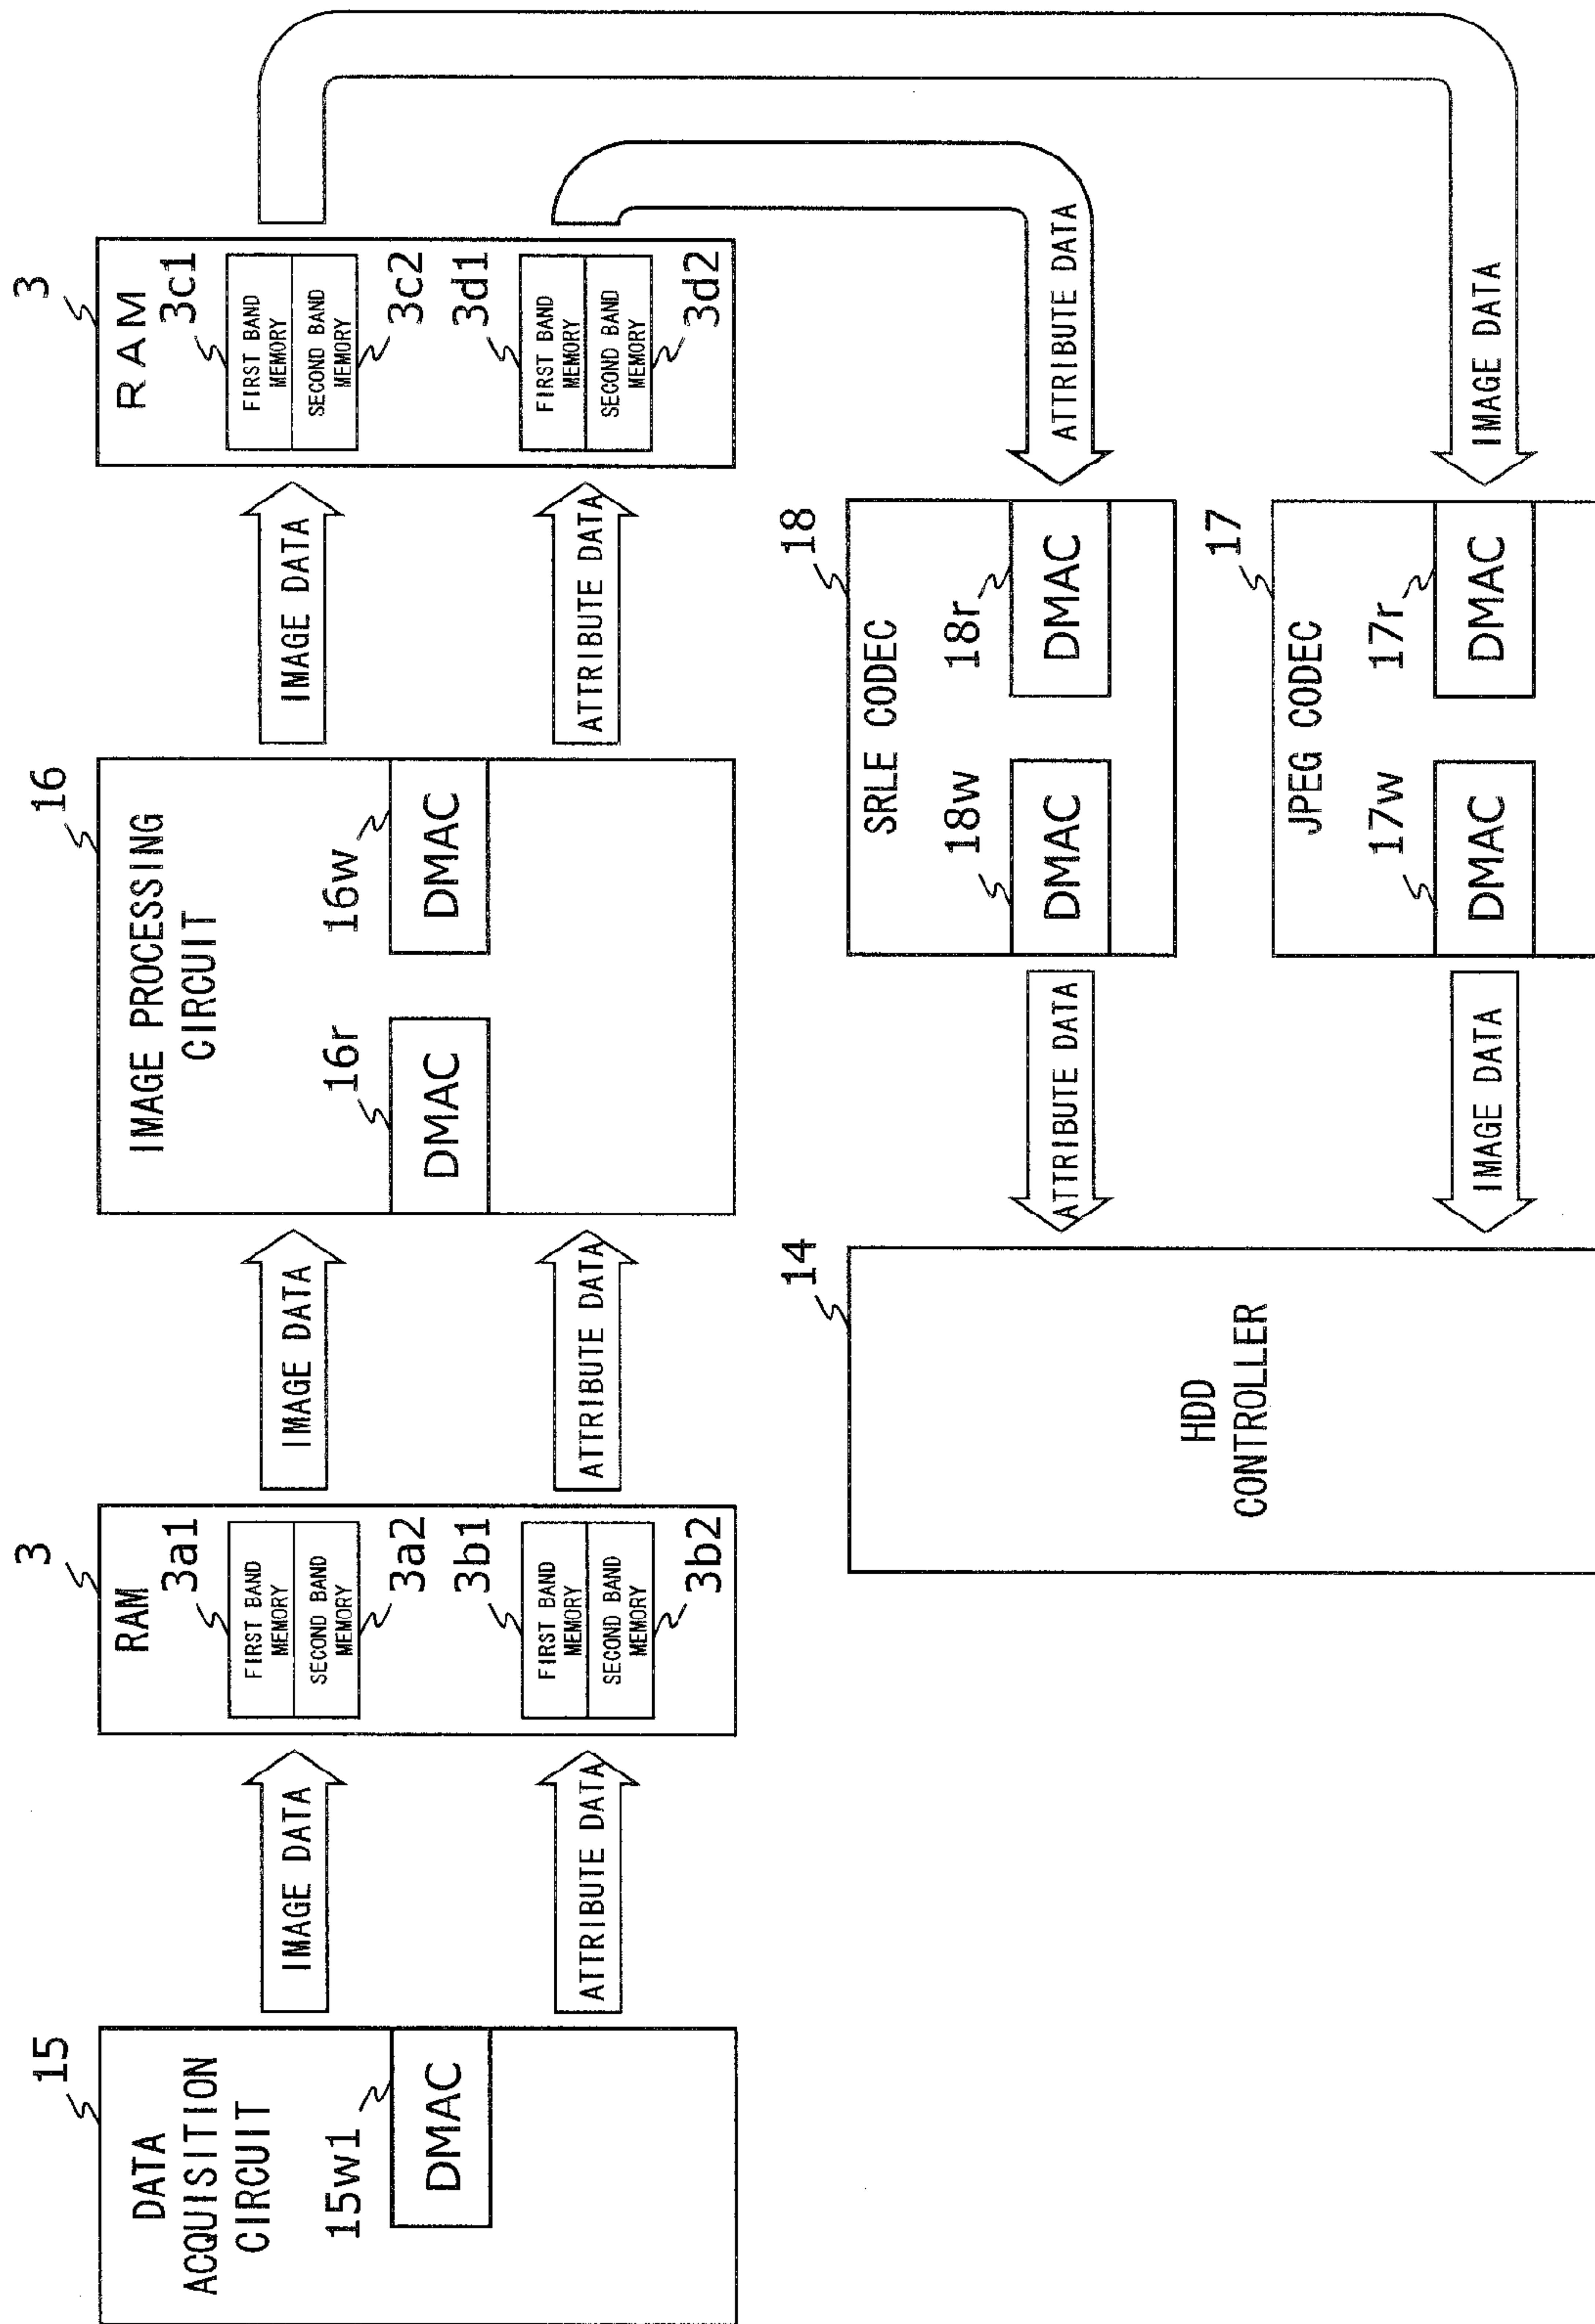 15
DATA
ACQUISITION
CIRCUIT
15w1
DMAC
IMAGE DATA
ATTRIBUTE DATA
3
RAM
3a1
FIRST BAND
MEMORY
SECOND BAND
MEMORY
3a2
3b1
FIRST BAND
MEMORY
SECOND BAND
MEMORY
3b2
IMAGE DATA
ATTRIBUTE DATA
16
IMAGE PROCESSING
CIRCUIT
16r
DMAC
16w
DMAC
IMAGE DATA
ATTRIBUTE DATA
3
RAM
3c1
FIRST BAND
MEMORY
SECOND BAND
MEMORY
3c2
3d1
FIRST BAND
MEMORY
SECOND BAND
MEMORY
3d2
14
HDD
CONTROLLER
ATTRIBUTE DATA
IMAGE DATA
18
SRLE CODEC
18w
DMAC
18r
DMAC
ATTRIBUTE DATA
17
JPEG CODEC
17w
DMAC
17r
DMAC
IMAGE DATA